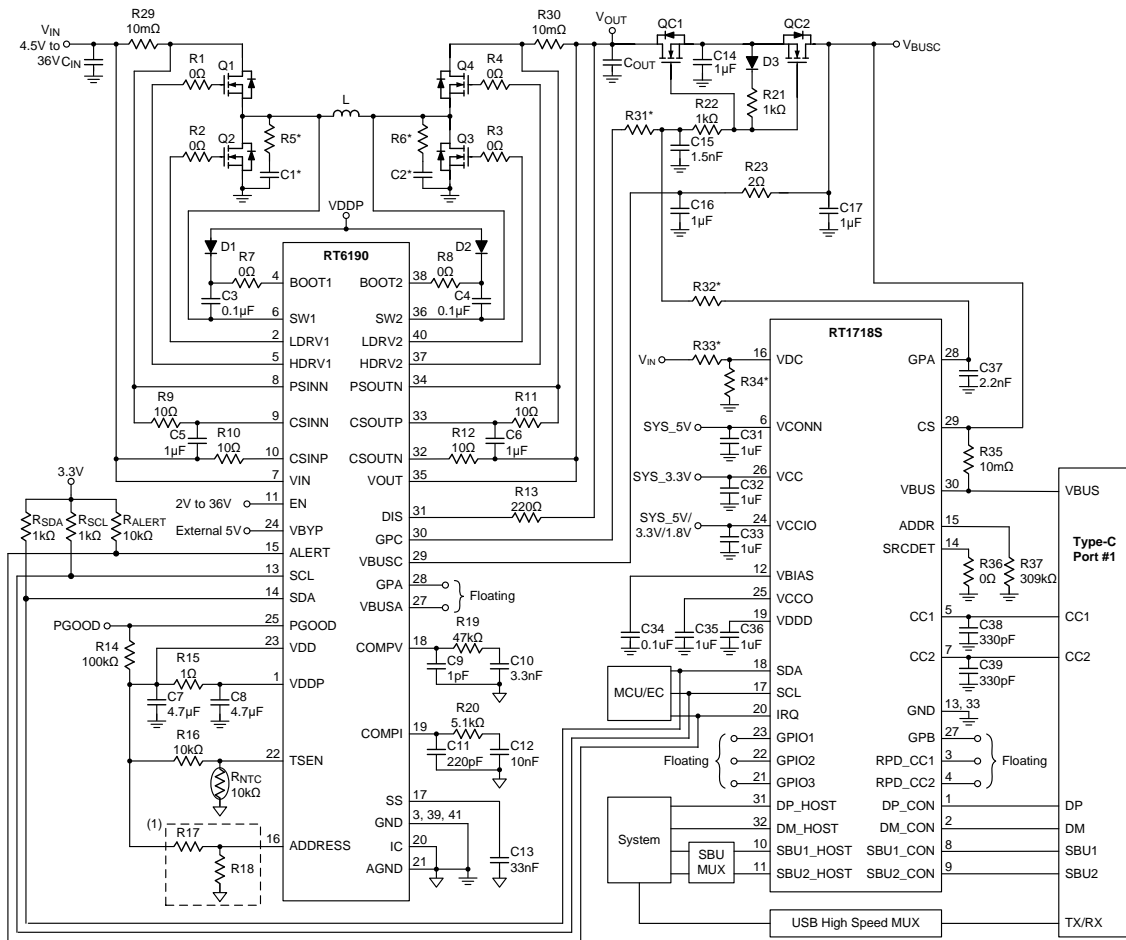 VIN
4.5V to
36V
CIN
R29
10mΩ
R1
0Ω
Q1
R2
0Ω
Q2
R5*
C1*
L
R6*
C2*
Q4
R4
0Ω
Q3
R3
0Ω
R30
10mΩ
VOUT
COUT
QC1
QC2
C14
1µF
D3
R21
1kΩ
VBUSC
R31*
R22
1kΩ
C15
1.5nF
R23
2Ω
C16
1µF
C17
1µF
VDDP
D1
R7
0Ω
C3
0.1µF
D2
R8
0Ω
C4
0.1µF
RT6190
4 BOOT1
6 SW1
2 LDRV1
5 HDRV1
8 PSINN
9 CSINN
10 CSINP
7 VIN
11 EN
24 VBYP
15 ALERT
13 SCL
14 SDA
25 PGOOD
23 VDD
1 VDDP
22 TSEN
16 ADDRESS
BOOT2 38
SW2 36
LDRV2 40
HDRV2 37
PSOUTN 34
CSOUTP 33
CSOUTN 32
VOUT 35
DIS 31
GPC 30
VBUSC 29
GPA 28
VBUSA 27
Floating
COMPV 18
COMPI 19
SS 17
GND 3, 39, 41
IC 20
AGND 21
R9
10Ω
C5
1µF
R10
10Ω
R11
10Ω
R12
10Ω
C6
1µF
R13
220Ω
3.3V
RSDA
1kΩ
RSCL
1kΩ
RALERT
10kΩ
2V to 36V
External 5V
PGOOD
R14
100kΩ
R15
1Ω
C7
4.7µF
C8
4.7µF
R16
10kΩ
RNTC
10kΩ
(1)
R17
R18
R19
47kΩ
C9
1pF
C10
3.3nF
R20
5.1kΩ
C11
220pF
C12
10nF
C13
33nF
R32*
VIN
R33*
R34*
SYS_5V
C31
1uF
SYS_3.3V
C32
1uF
SYS_5V/
3.3V/1.8V
C33
1uF
C34
0.1uF
C35
1uF
C36
1uF
MCU/EC
Floating
System
SBU
MUX
USB High Speed MUX
RT1718S
16 VDC
6 VCONN
26 VCC
24 VCCIO
12 VBIAS
25 VCCO
19 VDDD
18 SDA
17 SCL
20 IRQ
23 GPIO1
22 GPIO2
21 GPIO3
31 DP_HOST
32 DM_HOST
10 SBU1_HOST
11 SBU2_HOST
GPA 28
CS 29
VBUS 30
ADDR 15
SRCDET 14
CC1 5
CC2 7
GND 13, 33
GPB 27
RPD_CC1 3
RPD_CC2 4
DP_CON 1
DM_CON 2
SBU1_CON 8
SBU2_CON 9
C37
2.2nF
R35
10mΩ
R36
0Ω
R37
309kΩ
C38
330pF
C39
330pF
Floating
Type-C
Port #1
VBUS
CC1
CC2
DP
DM
SBU1
SBU2
TX/RX